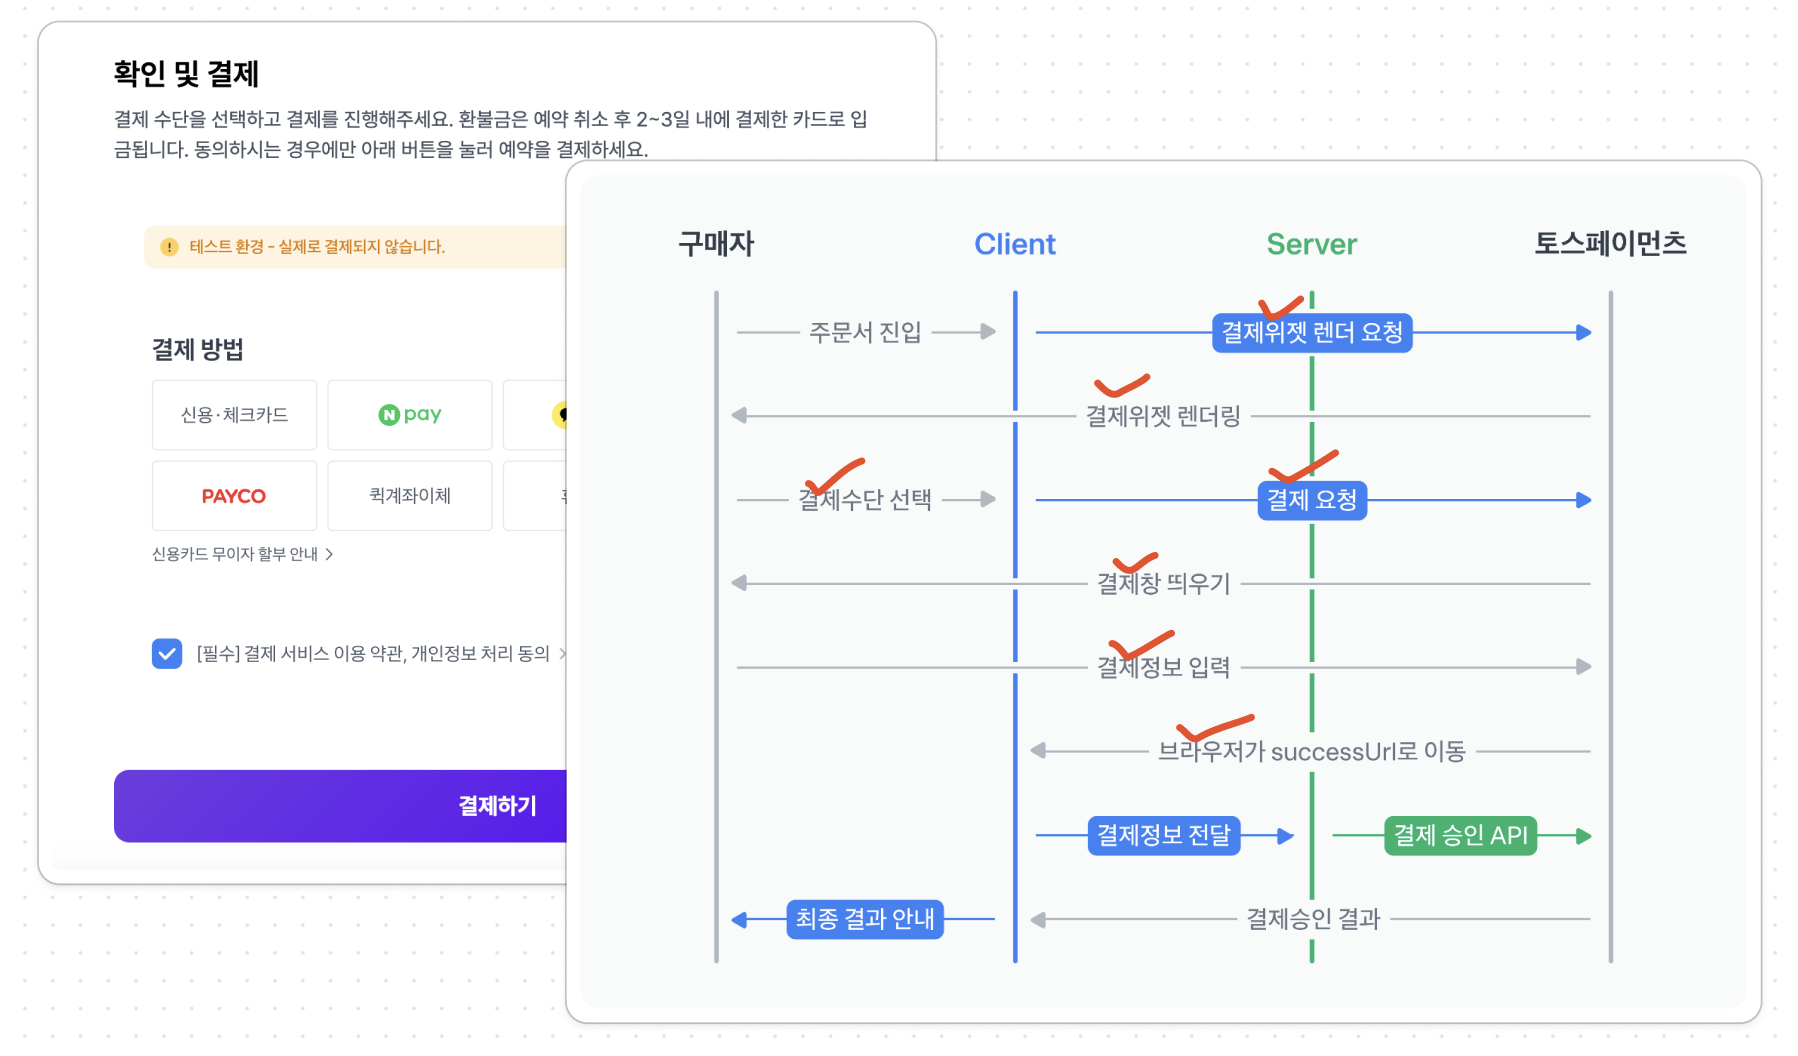 확인 및 결제
결제 수단을 선택하고 결제를 진행해주세요. 환불금은 예약 취소 후 2~3일 내에 결제한 카드로 입
금됩니다. 동의하시는 경우에만 아래 버튼을 눌러 예약을 결제하세요.
테스트 환경 - 실제로 결제되지 않습니다.
결제 방법
신용·체크카드
N pay
PAYCO
퀵계좌이체
신용카드 무이자 할부 안내 >
[필수] 결제 서비스 이용 약관, 개인정보 처리 동의 >
결제하기
구매자 Client Server 토스페이먼츠
주문서 진입 결제위젯 렌더 요청
결제위젯 렌더링
결제수단 선택 결제 요청
결제창 띄우기
결제정보 입력
브라우저가 successUrl로 이동
결제정보 전달 결제 승인 API
최종 결과 안내 결제승인 결과